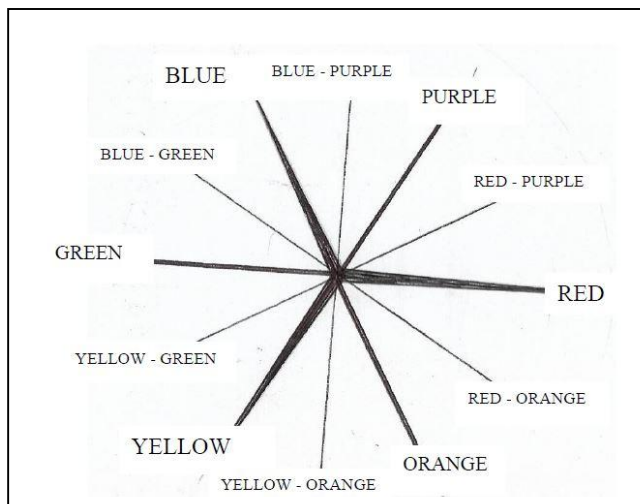 BLUE
BLUE - PURPLE
PURPLE
BLUE - GREEN
RED - PURPLE
GREEN
RED
YELLOW - GREEN
RED - ORANGE
YELLOW
ORANGE
YELLOW - ORANGE